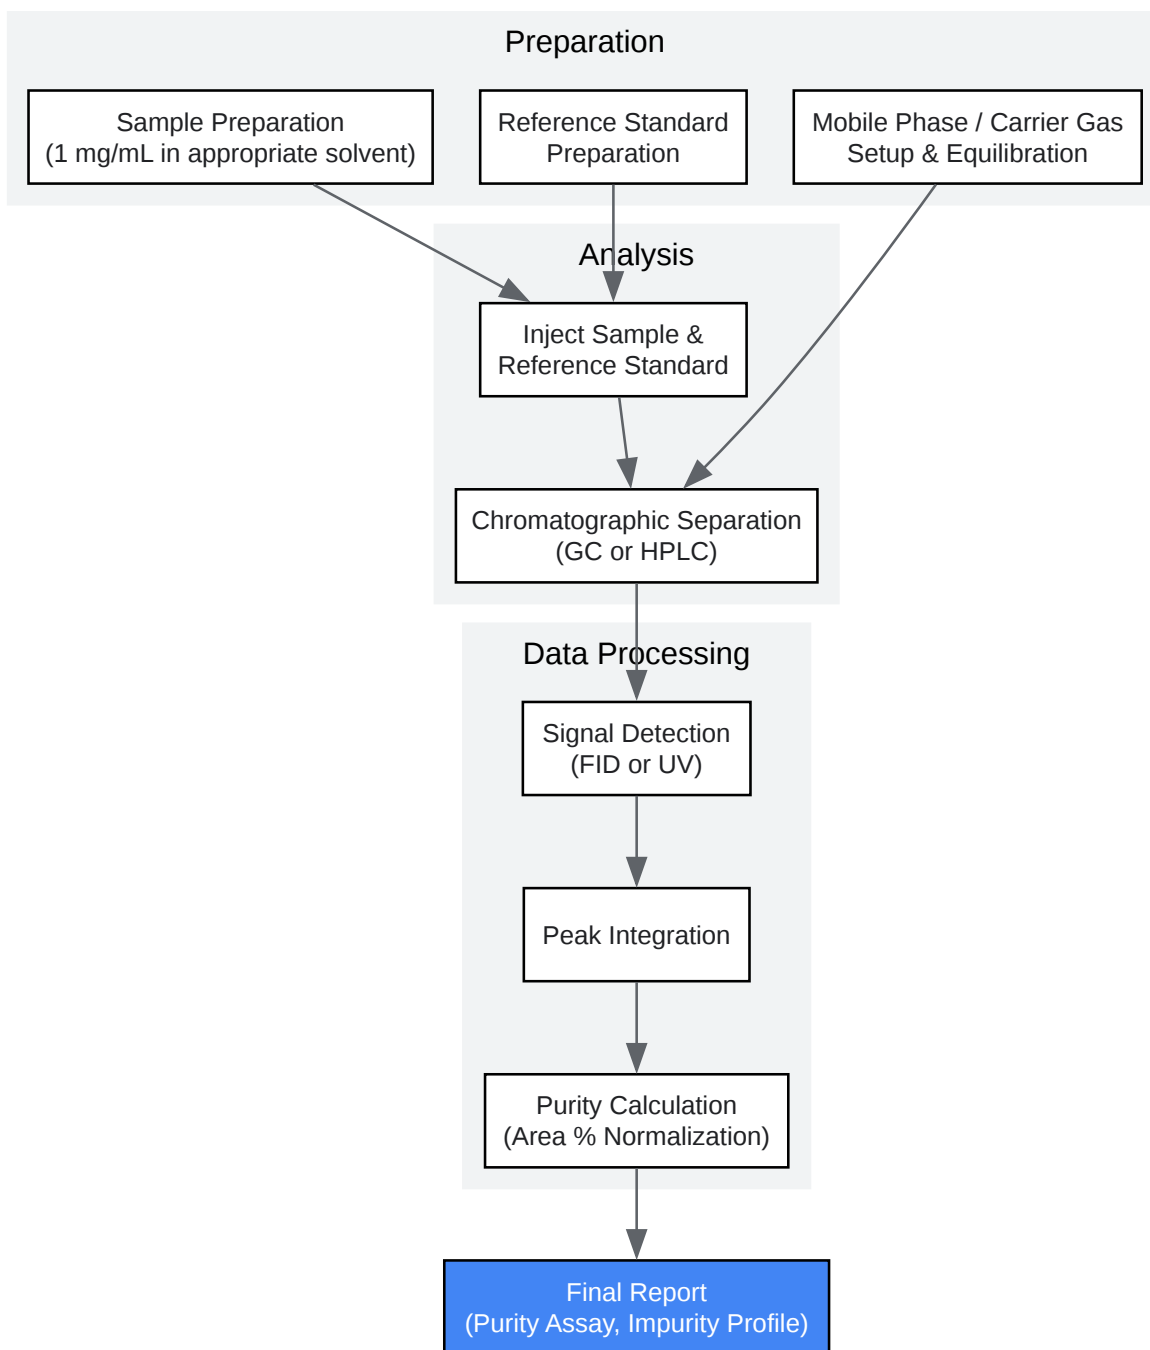 Preparation
Sample Preparation
(1 mg/mL in appropriate solvent)
Reference Standard
Preparation
Mobile Phase / Carrier Gas
Setup & Equilibration
Analysis
Inject Sample &
Reference Standard
Chromatographic Separation
(GC or HPLC)
Data Processing
Signal Detection
(FID or UV)
Peak Integration
Purity Calculation
(Area % Normalization)
Final Report
(Purity Assay, Impurity Profile)